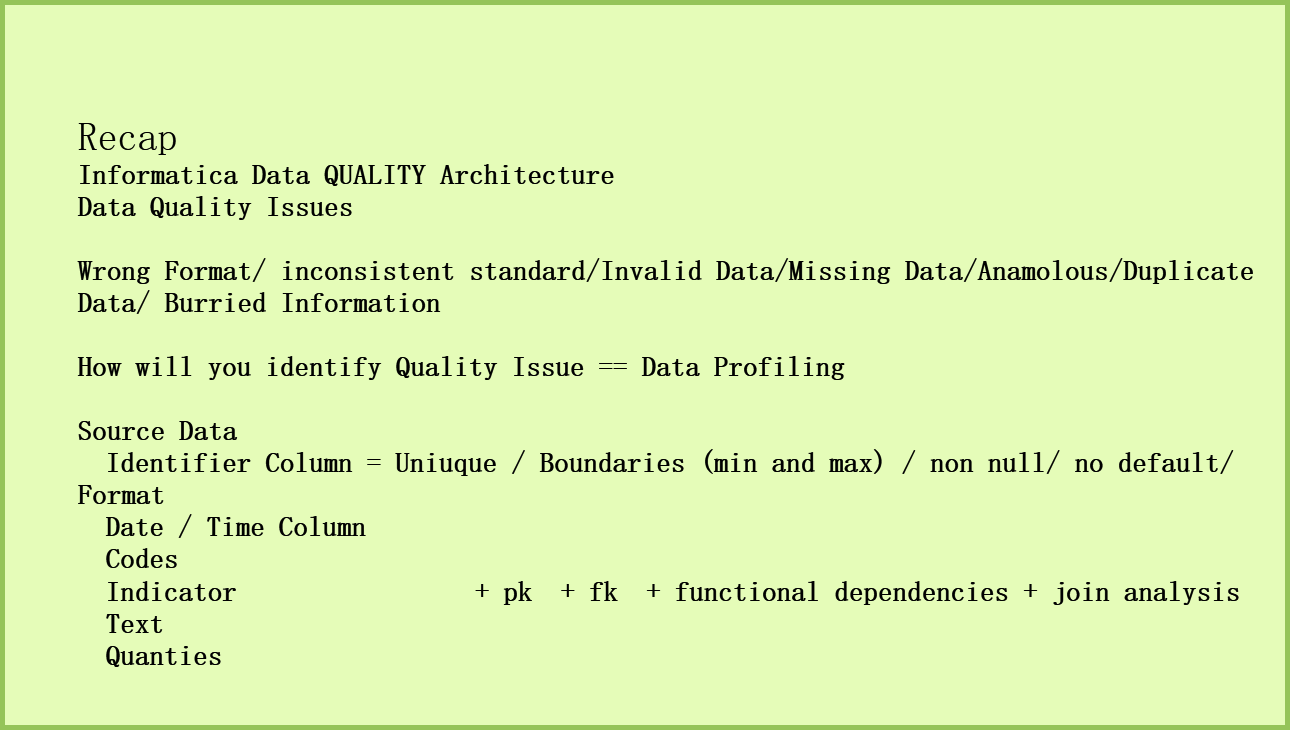 Recap
Informatica Data QUALITY Architecture
Data Quality Issues
Wrong Format/ inconsistent standard/Invalid Data/Missing Data/Anamolous/Duplicate
Data/ Burried Information
How will you identify Quality Issue == Data Profiling
Source Data
Identifier Column = Uniuque / Boundaries (min and max) / non null/ no default/
Format
Date / Time Column
Codes
Indicator + pk + fk + functional dependencies + join analysis
Text
Quanties